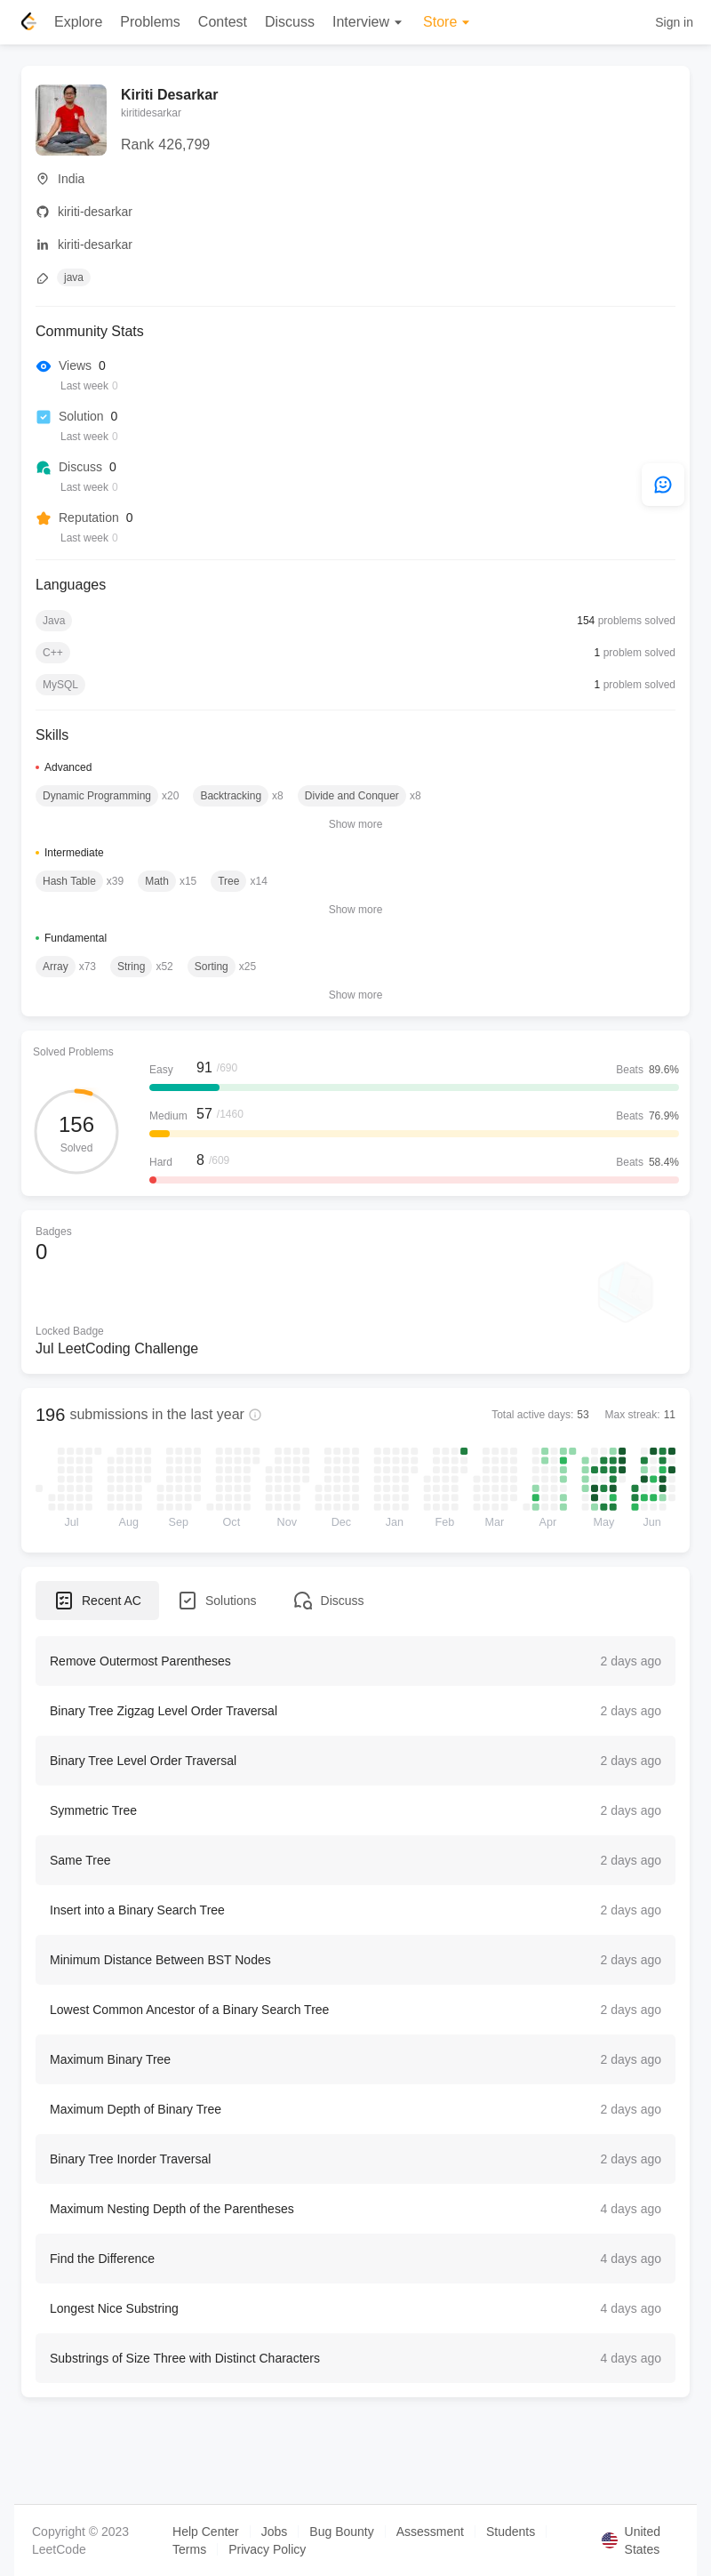 Explore Problems Contest Discuss Interview Store Sign in
Kiriti Desarkar
kiritidesarkar
Rank 426,799
India
kiriti-desarkar
kiriti-desarkar
java
Community Stats
Views 0
Last week 0
Solution 0
Last week 0
Discuss 0
Last week 0
Reputation 0
Last week 0
Languages
Java 154 problems solved
C++ 1 problem solved
MySQL 1 problem solved
Skills
Advanced
Dynamic Programming x20 Backtracking x8 Divide and Conquer x8
Show more
Intermediate
Hash Table x39 Math x15 Tree x14
Show more
Fundamental
Array x73 String x52 Sorting x25
Show more
Solved Problems
156
Solved
Easy 91 /690 Beats 89.6%
Medium 57 /1460 Beats 76.9%
Hard 8 /609 Beats 58.4%
Badges
0
Locked Badge
Jul LeetCoding Challenge
196 submissions in the last year Total active days: 53 Max streak: 11
Jul Aug Sep Oct Nov Dec Jan Feb Mar Apr May Jun
Recent AC Solutions Discuss
Remove Outermost Parentheses 2 days ago
Binary Tree Zigzag Level Order Traversal 2 days ago
Binary Tree Level Order Traversal 2 days ago
Symmetric Tree 2 days ago
Same Tree 2 days ago
Insert into a Binary Search Tree 2 days ago
Minimum Distance Between BST Nodes 2 days ago
Lowest Common Ancestor of a Binary Search Tree 2 days ago
Maximum Binary Tree 2 days ago
Maximum Depth of Binary Tree 2 days ago
Binary Tree Inorder Traversal 2 days ago
Maximum Nesting Depth of the Parentheses 4 days ago
Find the Difference 4 days ago
Longest Nice Substring 4 days ago
Substrings of Size Three with Distinct Characters 4 days ago
Copyright © 2023
LeetCode
Help Center Jobs Bug Bounty Assessment Students
Terms Privacy Policy
United
States